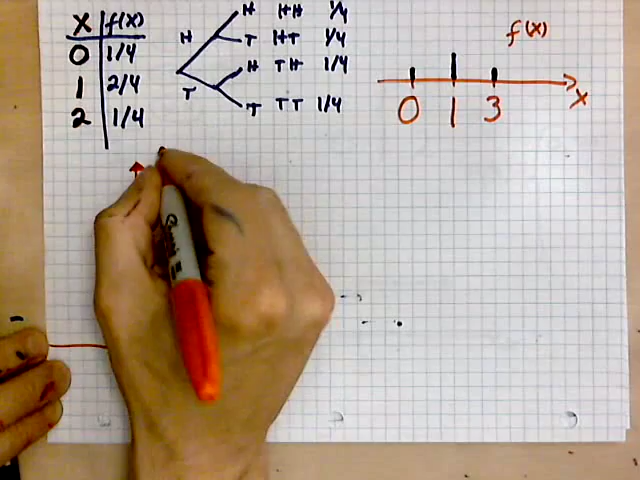 X f(x)
0 1/4
1 2/4
2 1/4
H T
H HH 1/4
T HT 1/4
H TH 1/4
T TT 1/4
f(x)
0 1 3 X
Sharpie